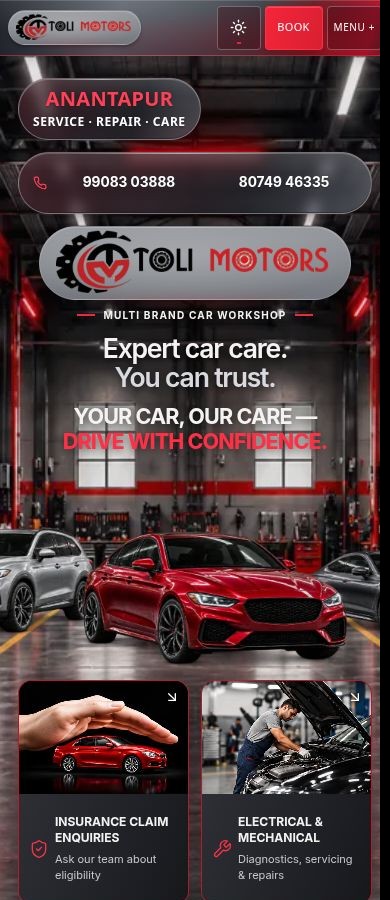 TOLI MOTORS
BOOK
MENU +
ANANTAPUR
SERVICE · REPAIR · CARE
99083 03888
80749 46335
TOLI MOTORS
MULTI BRAND CAR WORKSHOP
Expert car care.
You can trust.
YOUR CAR, OUR CARE —
DRIVE WITH CONFIDENCE.
INSURANCE CLAIM
ENQUIRIES
Ask our team about
eligibility
ELECTRICAL &
MECHANICAL
Diagnostics, servicing
& repairs